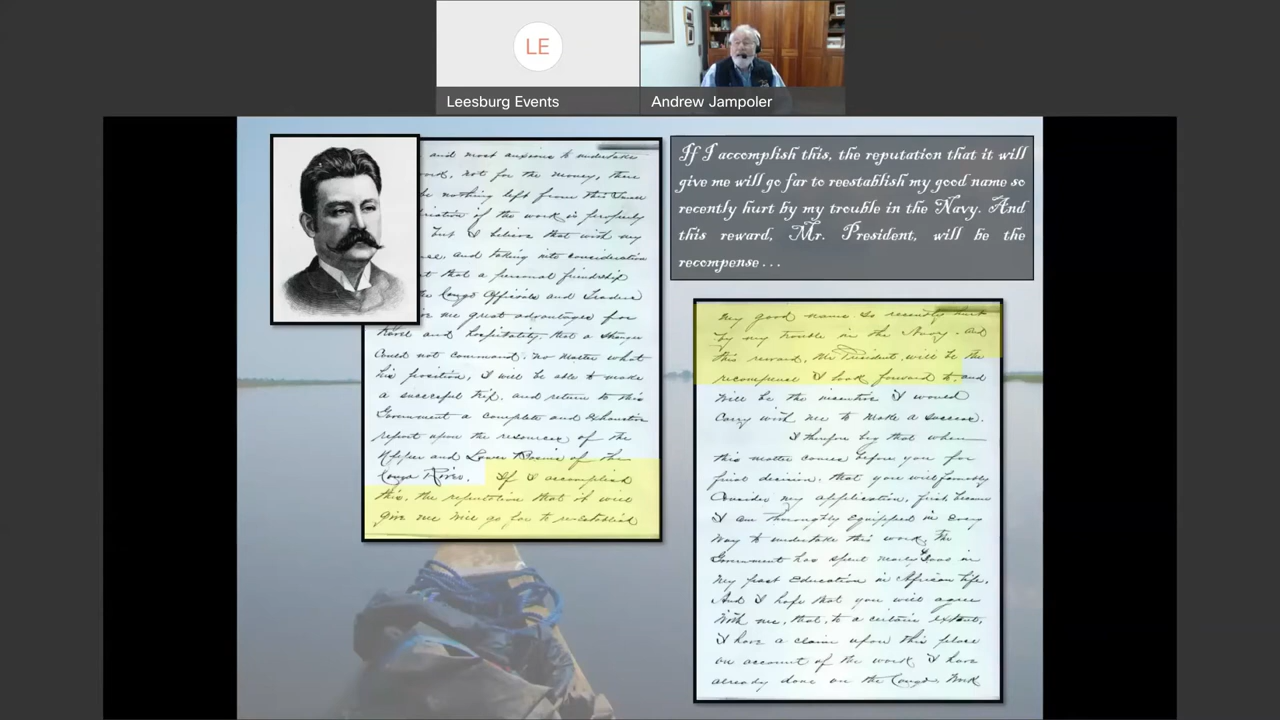 LE
Leesburg Events
Andrew Jampoler
and most anxious to undertake
work, not for the money, there
be nothing left from this
of the work is properly
but I believe that with my
and taking into consideration
that a personal friendship
the Congo Officials and Traders
me great advantages for
travel and hospitality, that a stranger
Could not command, no matter what
his position, I will be able to make
a successful trip, and return to this
Government a complete and Exhaustive
report upon the resources of the
Upper and Lower Basins of the
Congo River. If I accomplish
this, the reputation that it will
give me will go far to reestablish
If I accomplish this, the reputation that it will
give me will go far to reestablish my good name so
recently hurt by my trouble in the Navy. And
this reward, Mr. President, will be the
recompense . . .
my good name so recently hurt
by my trouble in the Navy. And
this reward, Mr President, will be the
recompense I look forward to, and
will be the incentive I would
Carry with me to make a success.
I therefore beg that when
this matter comes before you for
final decision, that you will favorably
Consider my application, first because
I am thoroughly Equipped in Every
way to undertake this work. The
Government has spent nearly in
my past Education in African life,
And I hope that you will agree
with me, that, to a certain extent,
I have a claim upon this place
on account of the work I have
already done on the Congo. Work